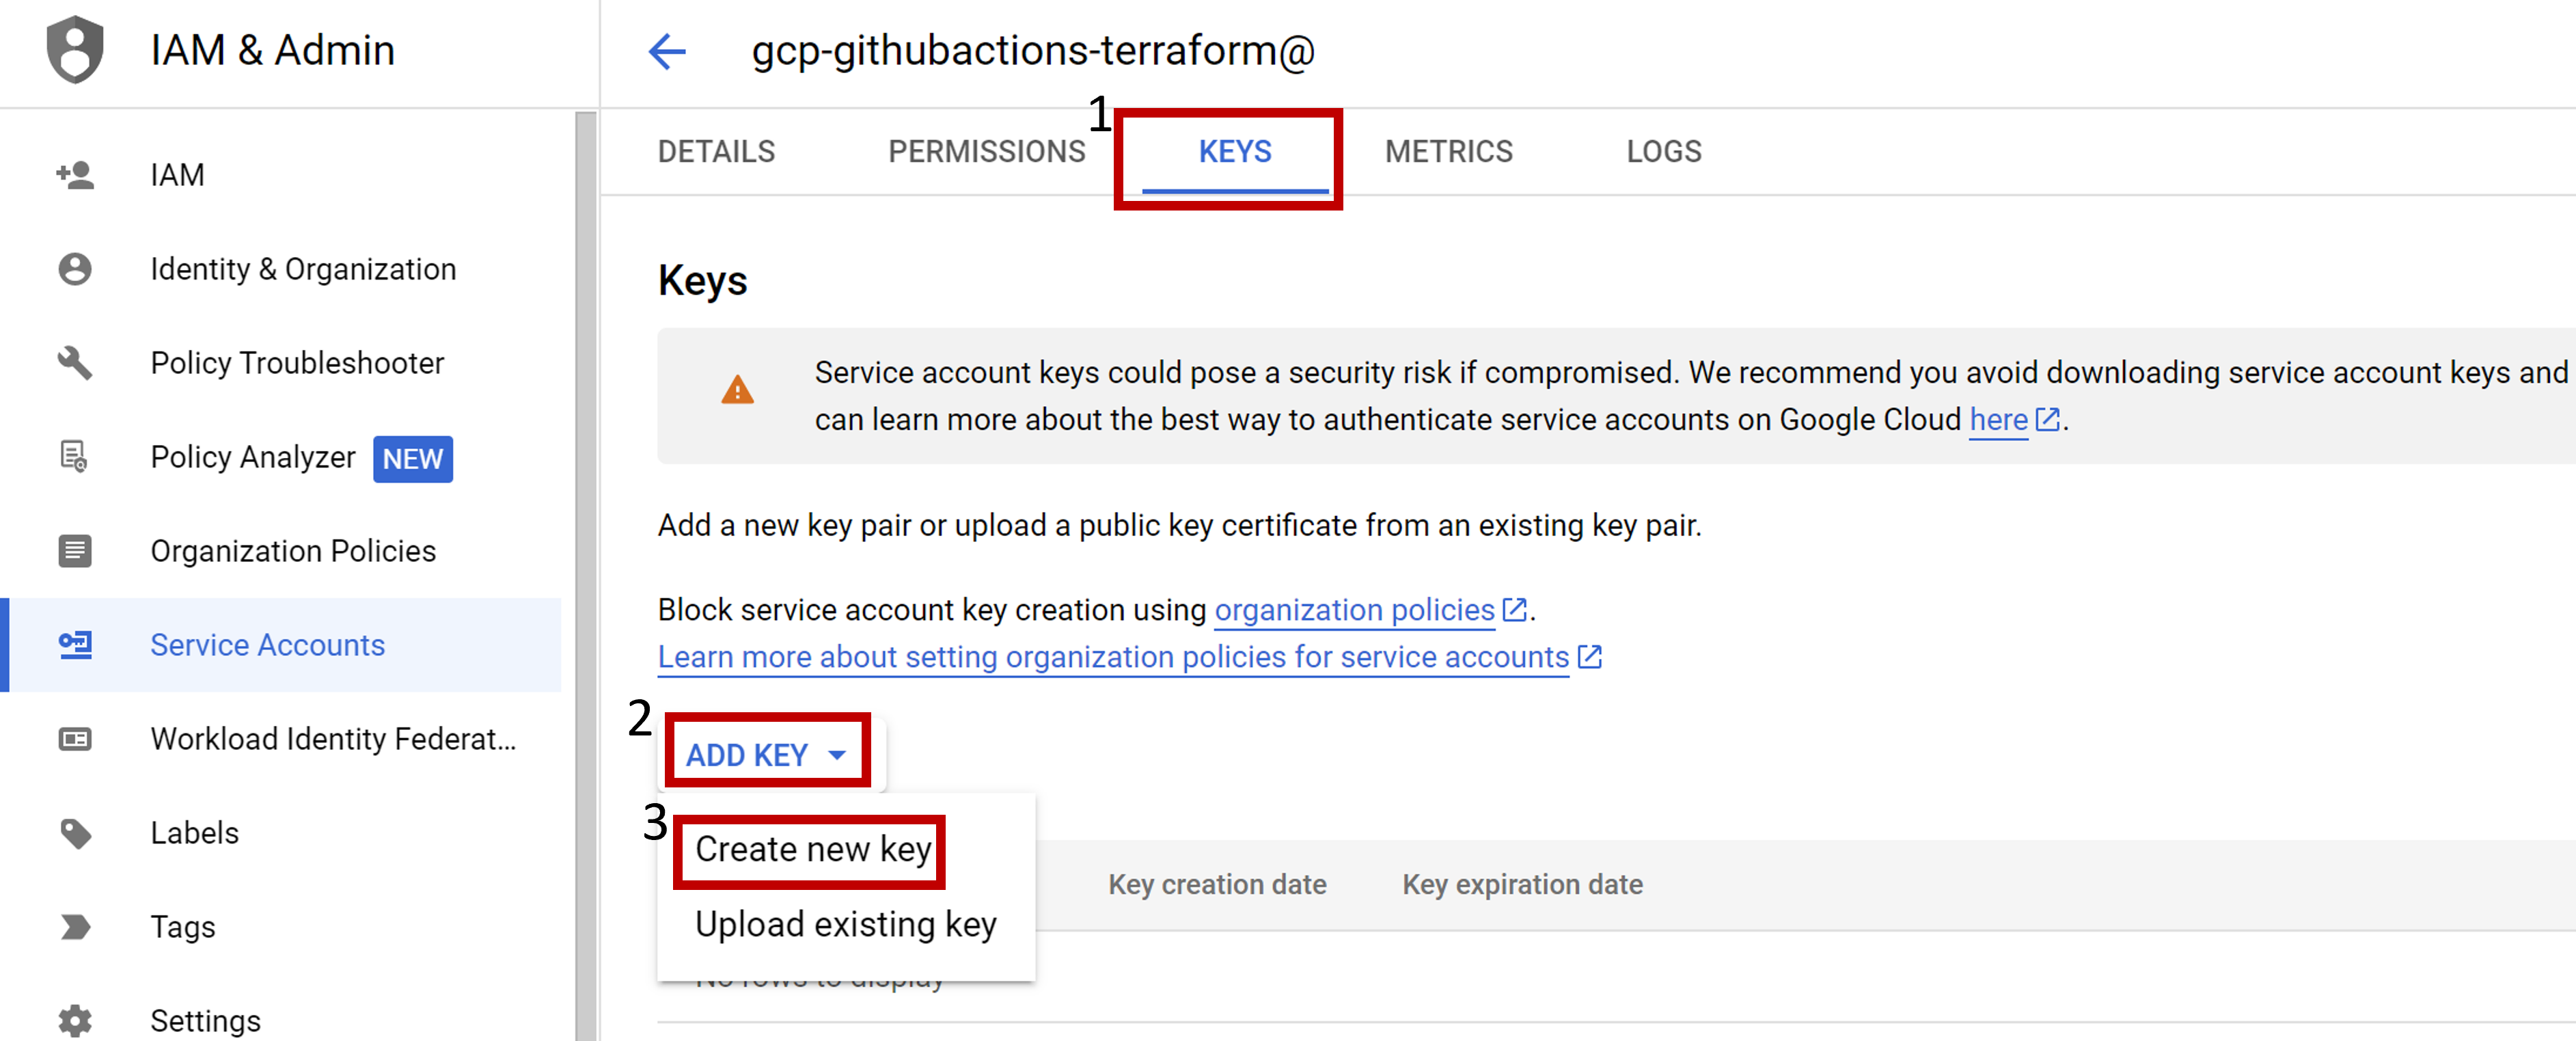 IAM & Admin
gcp-githubactions-terraform@
IAM
Identity & Organization
Policy Troubleshooter
Policy Analyzer NEW
Organization Policies
Service Accounts
Workload Identity Federat...
Labels
Tags
Settings
1
DETAILS PERMISSIONS KEYS METRICS LOGS
Keys
Service account keys could pose a security risk if compromised. We recommend you avoid downloading service account keys and
can learn more about the best way to authenticate service accounts on Google Cloud here.
Add a new key pair or upload a public key certificate from an existing key pair.
Block service account key creation using organization policies.
Learn more about setting organization policies for service accounts
2
ADD KEY
3
Create new key
Upload existing key
Key creation date Key expiration date
No rows to display